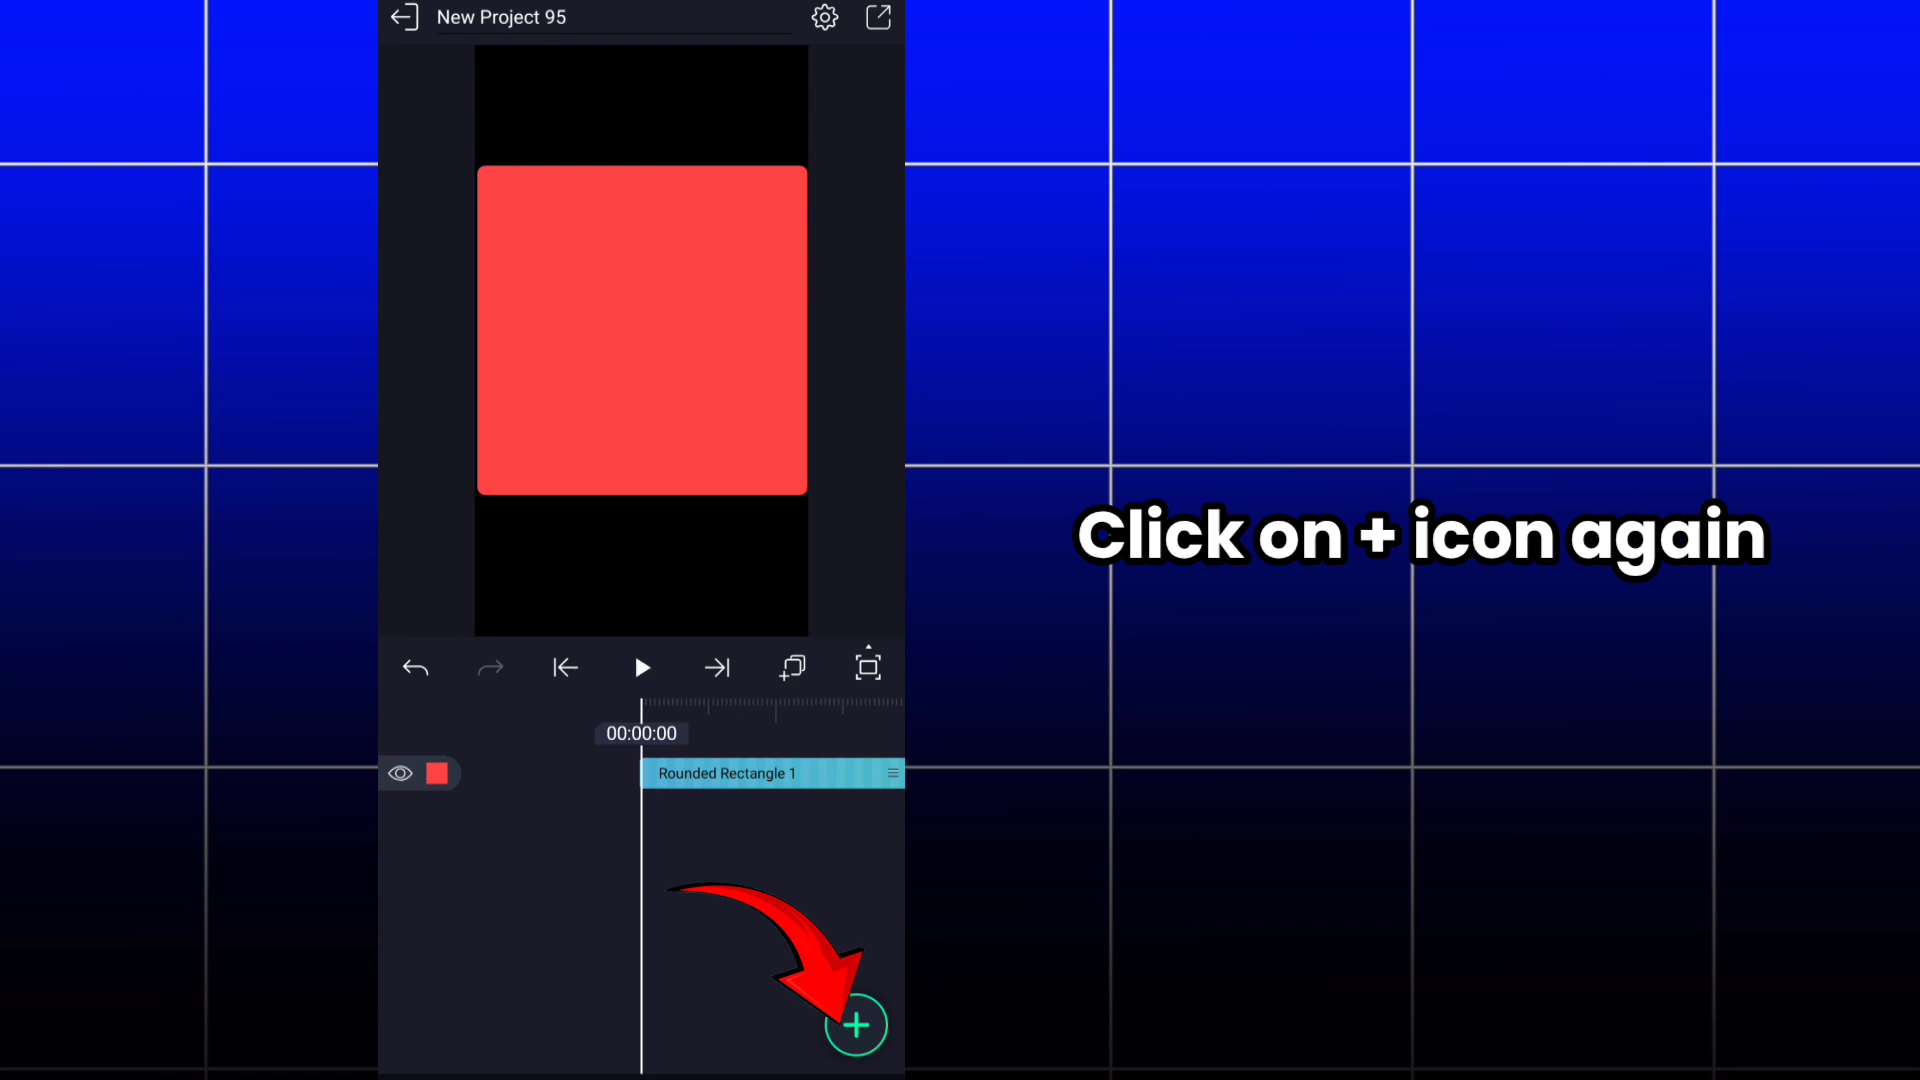 New Project 95
Click on + icon again
00:00:00
Rounded Rectangle 1